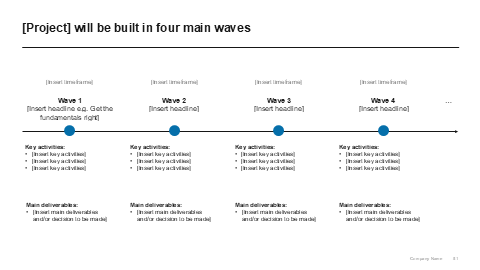 [Project] will be built in four main waves
[Insert timeframe] [Insert timeframe] [Insert timeframe] [Insert timeframe]
Wave 1 Wave 2 Wave 3 Wave 4 ...
[Insert headline e.g. Get the [Insert headline] [Insert headline] [Insert headline]
fundamentals right]
Key activities: Key activities: Key activities: Key activities:
• [Insert key activities] • [Insert key activities] • [Insert key activities] • [Insert key activities]
• [Insert key activities] • [Insert key activities] • [Insert key activities] • [Insert key activities]
• [Insert key activities] • [Insert key activities] • [Insert key activities] • [Insert key activities]
Main deliverables: Main deliverables: Main deliverables: Main deliverables:
• [Insert main deliverables • [Insert main deliverables • [Insert main deliverables • [Insert main deliverables
and/or decision to be made] and/or decision to be made] and/or decision to be made] and/or decision to be made]
Company Name